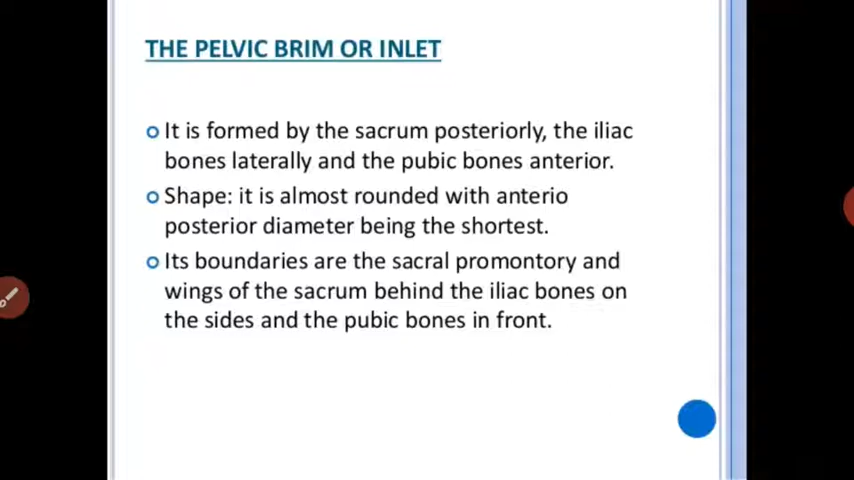 THE PELVIC BRIM OR INLET
It is formed by the sacrum posteriorly, the iliac
bones laterally and the pubic bones anterior.
Shape: it is almost rounded with anterio
posterior diameter being the shortest.
Its boundaries are the sacral promontory and
wings of the sacrum behind the iliac bones on
the sides and the pubic bones in front.